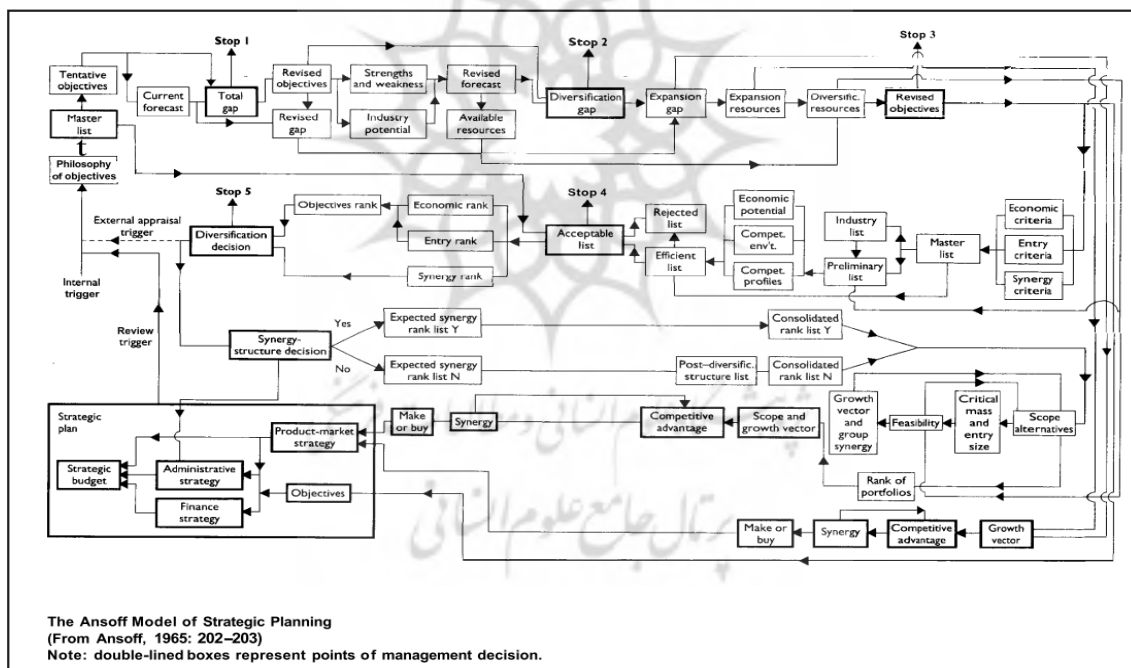 Stop 1
Stop 2
Stop 3
Tentative
objectives
Current
forecast
Total
gap
Revised
objectives
Strengths
and weakness
Revised
forecast
Diversification
gap
Expansion
gap
Expansion
resources
Diversific.
resources
Revised
objectives
Master
list
Revised
gap
Industry
potential
Available
resources
Philosophy
of objectives
Stop 5
Stop 4
Objectives rank
Economic rank
Rejected
list
Economic
potential
Industry
list
Economic
criteria
External appraisal
trigger
Diversification
decision
Entry rank
Acceptable
list
Compet.
env't.
Master
list
Entry
criteria
Efficient
list
Synergy rank
Compet.
profiles
Preliminary
list
Synergy
criteria
Internal
trigger
Review
trigger
Synergy-
structure decision
Yes
Expected synergy
rank list Y
Consolidated
rank list Y
No
Expected synergy
rank list N
Post–diversific.
structure list
Consolidated
rank list N
Strategic
plan
Product-market
strategy
Make
or buy
Synergy
Competitive
advantage
Scope and
growth vector
Growth
vector
and
group
synergy
Feasibility
Critical
mass
and
entry
size
Scope
alternatives
Strategic
budget
Administrative
strategy
Objectives
Finance
strategy
Rank of
portfolios
Make or
buy
Synergy
Competitive
advantage
Growth
vector
پرتال جامع علوم انسانی
The Ansoff Model of Strategic Planning
(From Ansoff, 1965: 202–203)
Note: double-lined boxes represent points of management decision.